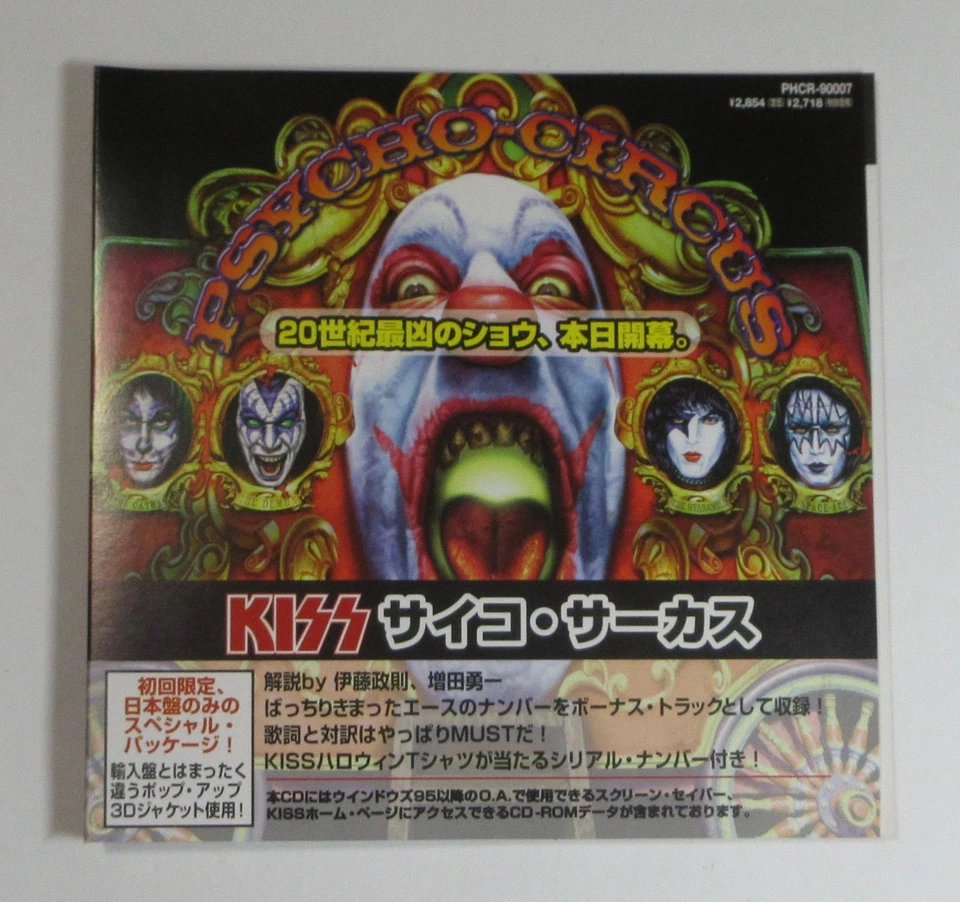 PHCR-90007
¥2,854 税込 ¥2,718
PSYCHO-CIRCUS
20世紀最凶のショウ、本日開幕。
THE DEMON
KISS サイコ・サーカス
初回限定、
日本盤のみの
スペシャル・
パッケージ！
輸入盤とはまったく
違うポップ・アップ
3Dジャケット使用！
解説by 伊藤政則、増田勇一
ばっちりきまったエースのナンバーをボーナス・トラックとして収録！
歌詞と対訳はやっぱりMUSTだ！
KISSハロウィンTシャツが当たるシリアル・ナンバー付き！
本CDにはウインドウズ95以降のO.A.で使用できるスクリーン・セイバー、
KISSホーム・ページにアクセスできるCD-ROMデータが含まれております。